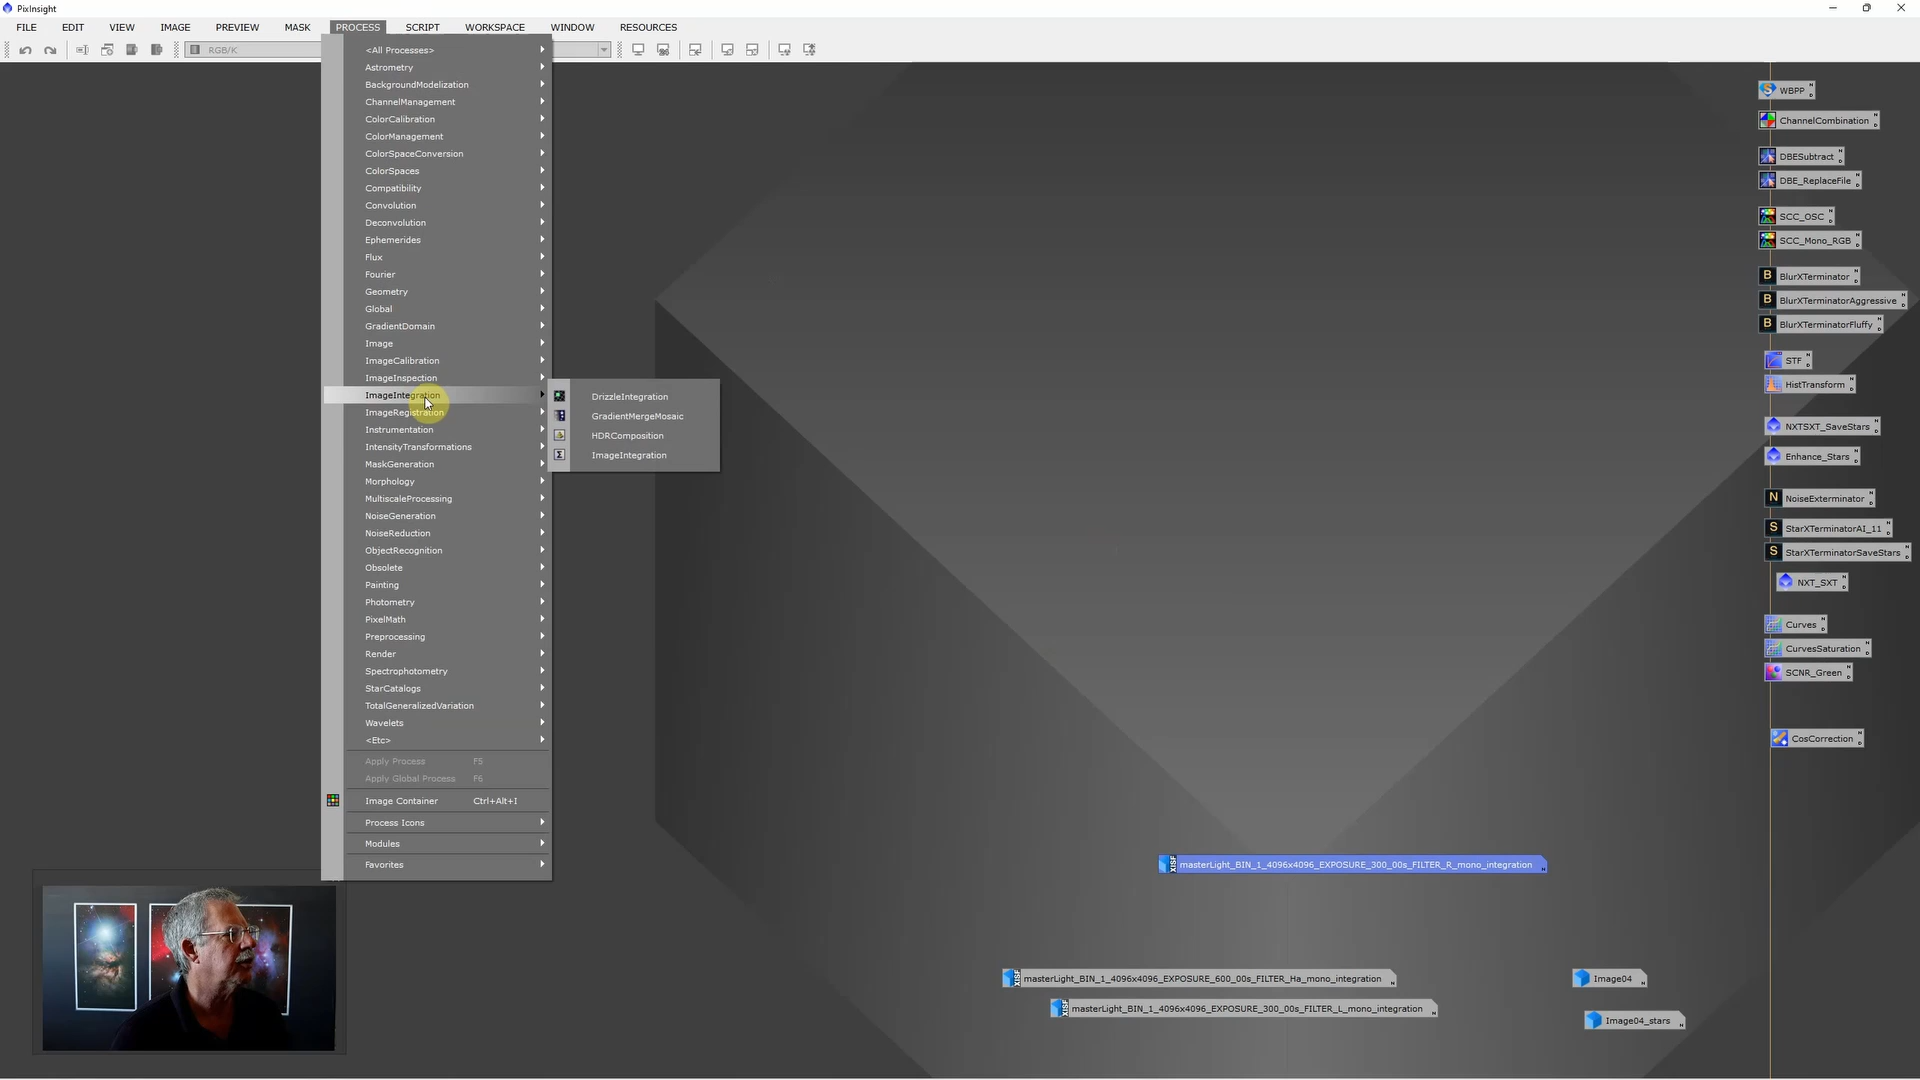 PixInsight
FILE EDIT VIEW IMAGE PREVIEW MASK PROCESS SCRIPT WORKSPACE WINDOW RESOURCES
RGB/K
<All Processes>
Astrometry
BackgroundModelization
ChannelManagement
ColorCalibration
ColorManagement
ColorSpaceConversion
ColorSpaces
Compatibility
Convolution
Deconvolution
Ephemerides
Flux
Fourier
Geometry
Global
GradientDomain
Image
ImageCalibration
ImageInspection
ImageIntegration
ImageRegistration
Instrumentation
IntensityTransformations
MaskGeneration
Morphology
MultiscaleProcessing
NoiseGeneration
NoiseReduction
ObjectRecognition
Obsolete
Painting
Photometry
PixelMath
Preprocessing
Render
Spectrophotometry
StarCatalogs
TotalGeneralizedVariation
Wavelets
<Etc>
Apply Process F5
Apply Global Process F6
Image Container Ctrl+Alt+I
Process Icons
Modules
Favorites
DrizzleIntegration
GradientMergeMosaic
HDRComposition
Σ ImageIntegration
WBPP
ChannelCombination
DBESubtract
DBE_ReplaceFile
SCC_OSC
SCC_Mono_RGB
B BlurXTerminator
B BlurXTerminatorAggressive
B BlurXTerminatorFluffy
STF
HistTransform
NXTSXT_SaveStars
Enhance_Stars
N NoiseExterminator
S StarXTerminatorAI_11
S StarXTerminatorSaveStars
NXT_SXT
Curves
CurvesSaturation
SCNR_Green
CosCorrection
XISF masterLight_BIN_1_4096x4096_EXPOSURE_300_00s_FILTER_R_mono_integration
XISF masterLight_BIN_1_4096x4096_EXPOSURE_600_00s_FILTER_Ha_mono_integration
XISF masterLight_BIN_1_4096x4096_EXPOSURE_300_00s_FILTER_L_mono_integration
Image04
Image04_stars